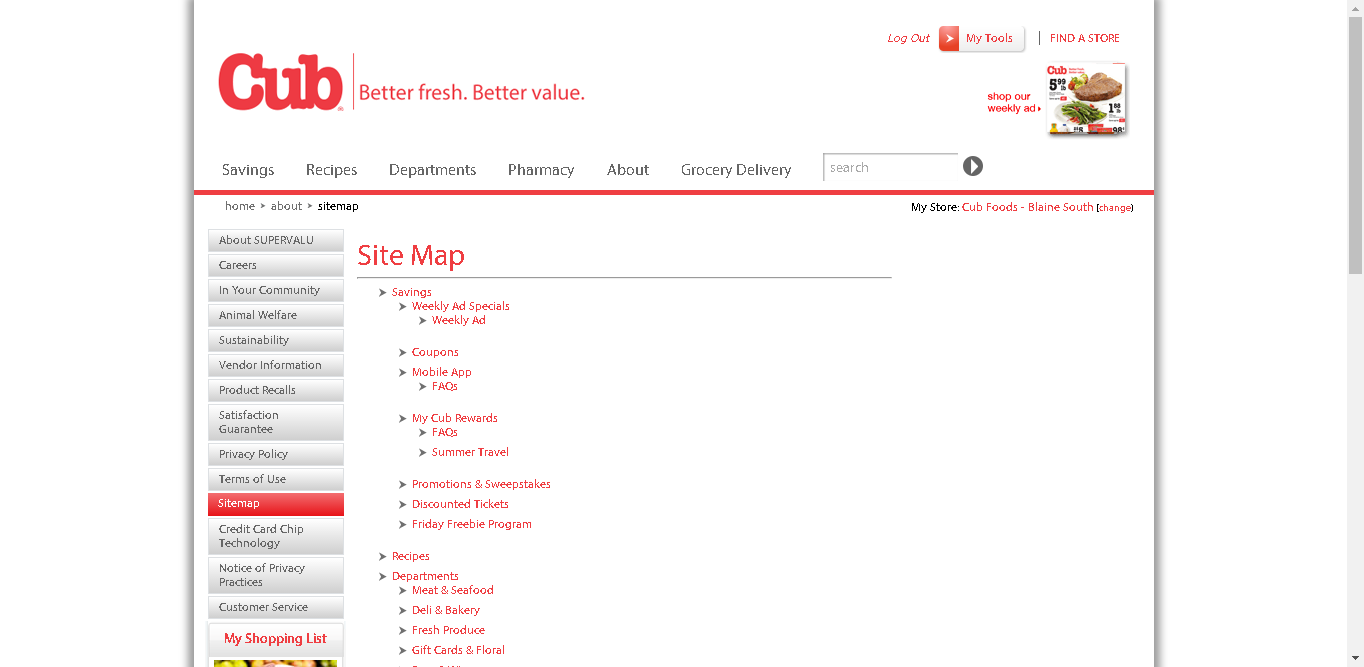 Log Out
My Tools
FIND A STORE
Cub
Better fresh. Better value.
shop our
weekly ad
Cub
5 99 lb
1 88 lb
98¢
Savings
Recipes
Departments
Pharmacy
About
Grocery Delivery
search
home
about
sitemap
My Store: Cub Foods - Blaine South [change]
About SUPERVALU
Careers
In Your Community
Animal Welfare
Sustainability
Vendor Information
Product Recalls
Satisfaction
Guarantee
Privacy Policy
Terms of Use
Sitemap
Credit Card Chip
Technology
Notice of Privacy
Practices
Customer Service
My Shopping List
Site Map
Savings
Weekly Ad Specials
Weekly Ad
Coupons
Mobile App
FAQs
My Cub Rewards
FAQs
Summer Travel
Promotions & Sweepstakes
Discounted Tickets
Friday Freebie Program
Recipes
Departments
Meat & Seafood
Deli & Bakery
Fresh Produce
Gift Cards & Floral